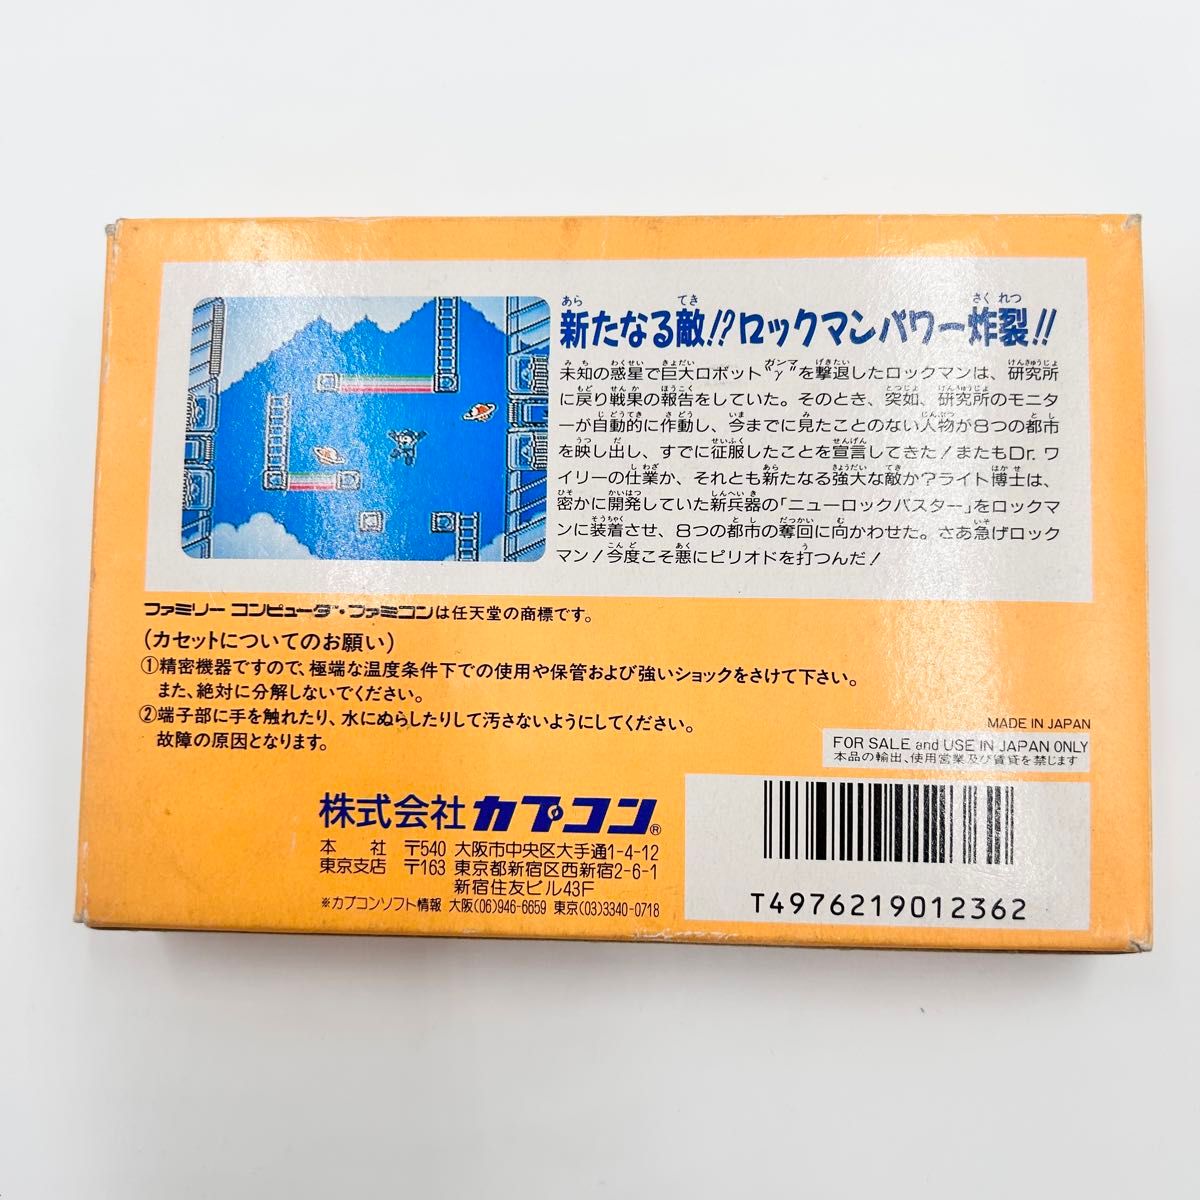 新たなる敵!?ロックマンパワー炸裂!!
未知の惑星で巨大ロボット"γ"を撃退したロックマンは、研究所
に戻り戦果の報告をしていた。そのとき、突如、研究所のモニタ
ーが自動的に作動し、今までに見たことのない人物が8つの都市
を映し出し、すでに征服したことを宣言してきた!またもDr.ワ
イリーの仕業か、それとも新たなる強大な敵か?ライト博士は、
密かに開発していた新兵器の「ニューロックバスター」をロックマ
ンに装着させ、8つの都市の奪回に向かわせた。さあ急げロック
マン!今度こそ悪にピリオドを打つんだ!
ファミリーコンピュータ・ファミコンは任天堂の商標です。
(カセットについてのお願い)
①精密機器ですので、極端な温度条件下での使用や保管および強いショックをさけて下さい。
また、絶対に分解しないでください。
②端子部に手を触れたり、水にぬらしたりして汚さないようにしてください。
故障の原因となります。
MADE IN JAPAN
FOR SALE and USE IN JAPAN ONLY
本品の輸出、使用営業及び賃貸を禁じます
株式会社 カプコン®
本 社 〒540 大阪市中央区大手通1-4-12
東京支店 〒163 東京都新宿区西新宿2-6-1
新宿住友ビル43F
※カプコンソフト情報 大阪(06)946-6659 東京(03)3340-0718
T4976219012362